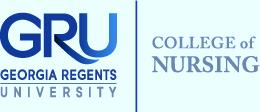 GRU
GEORGIA REGENTS
UNIVERSITY
COLLEGE of
NURSING